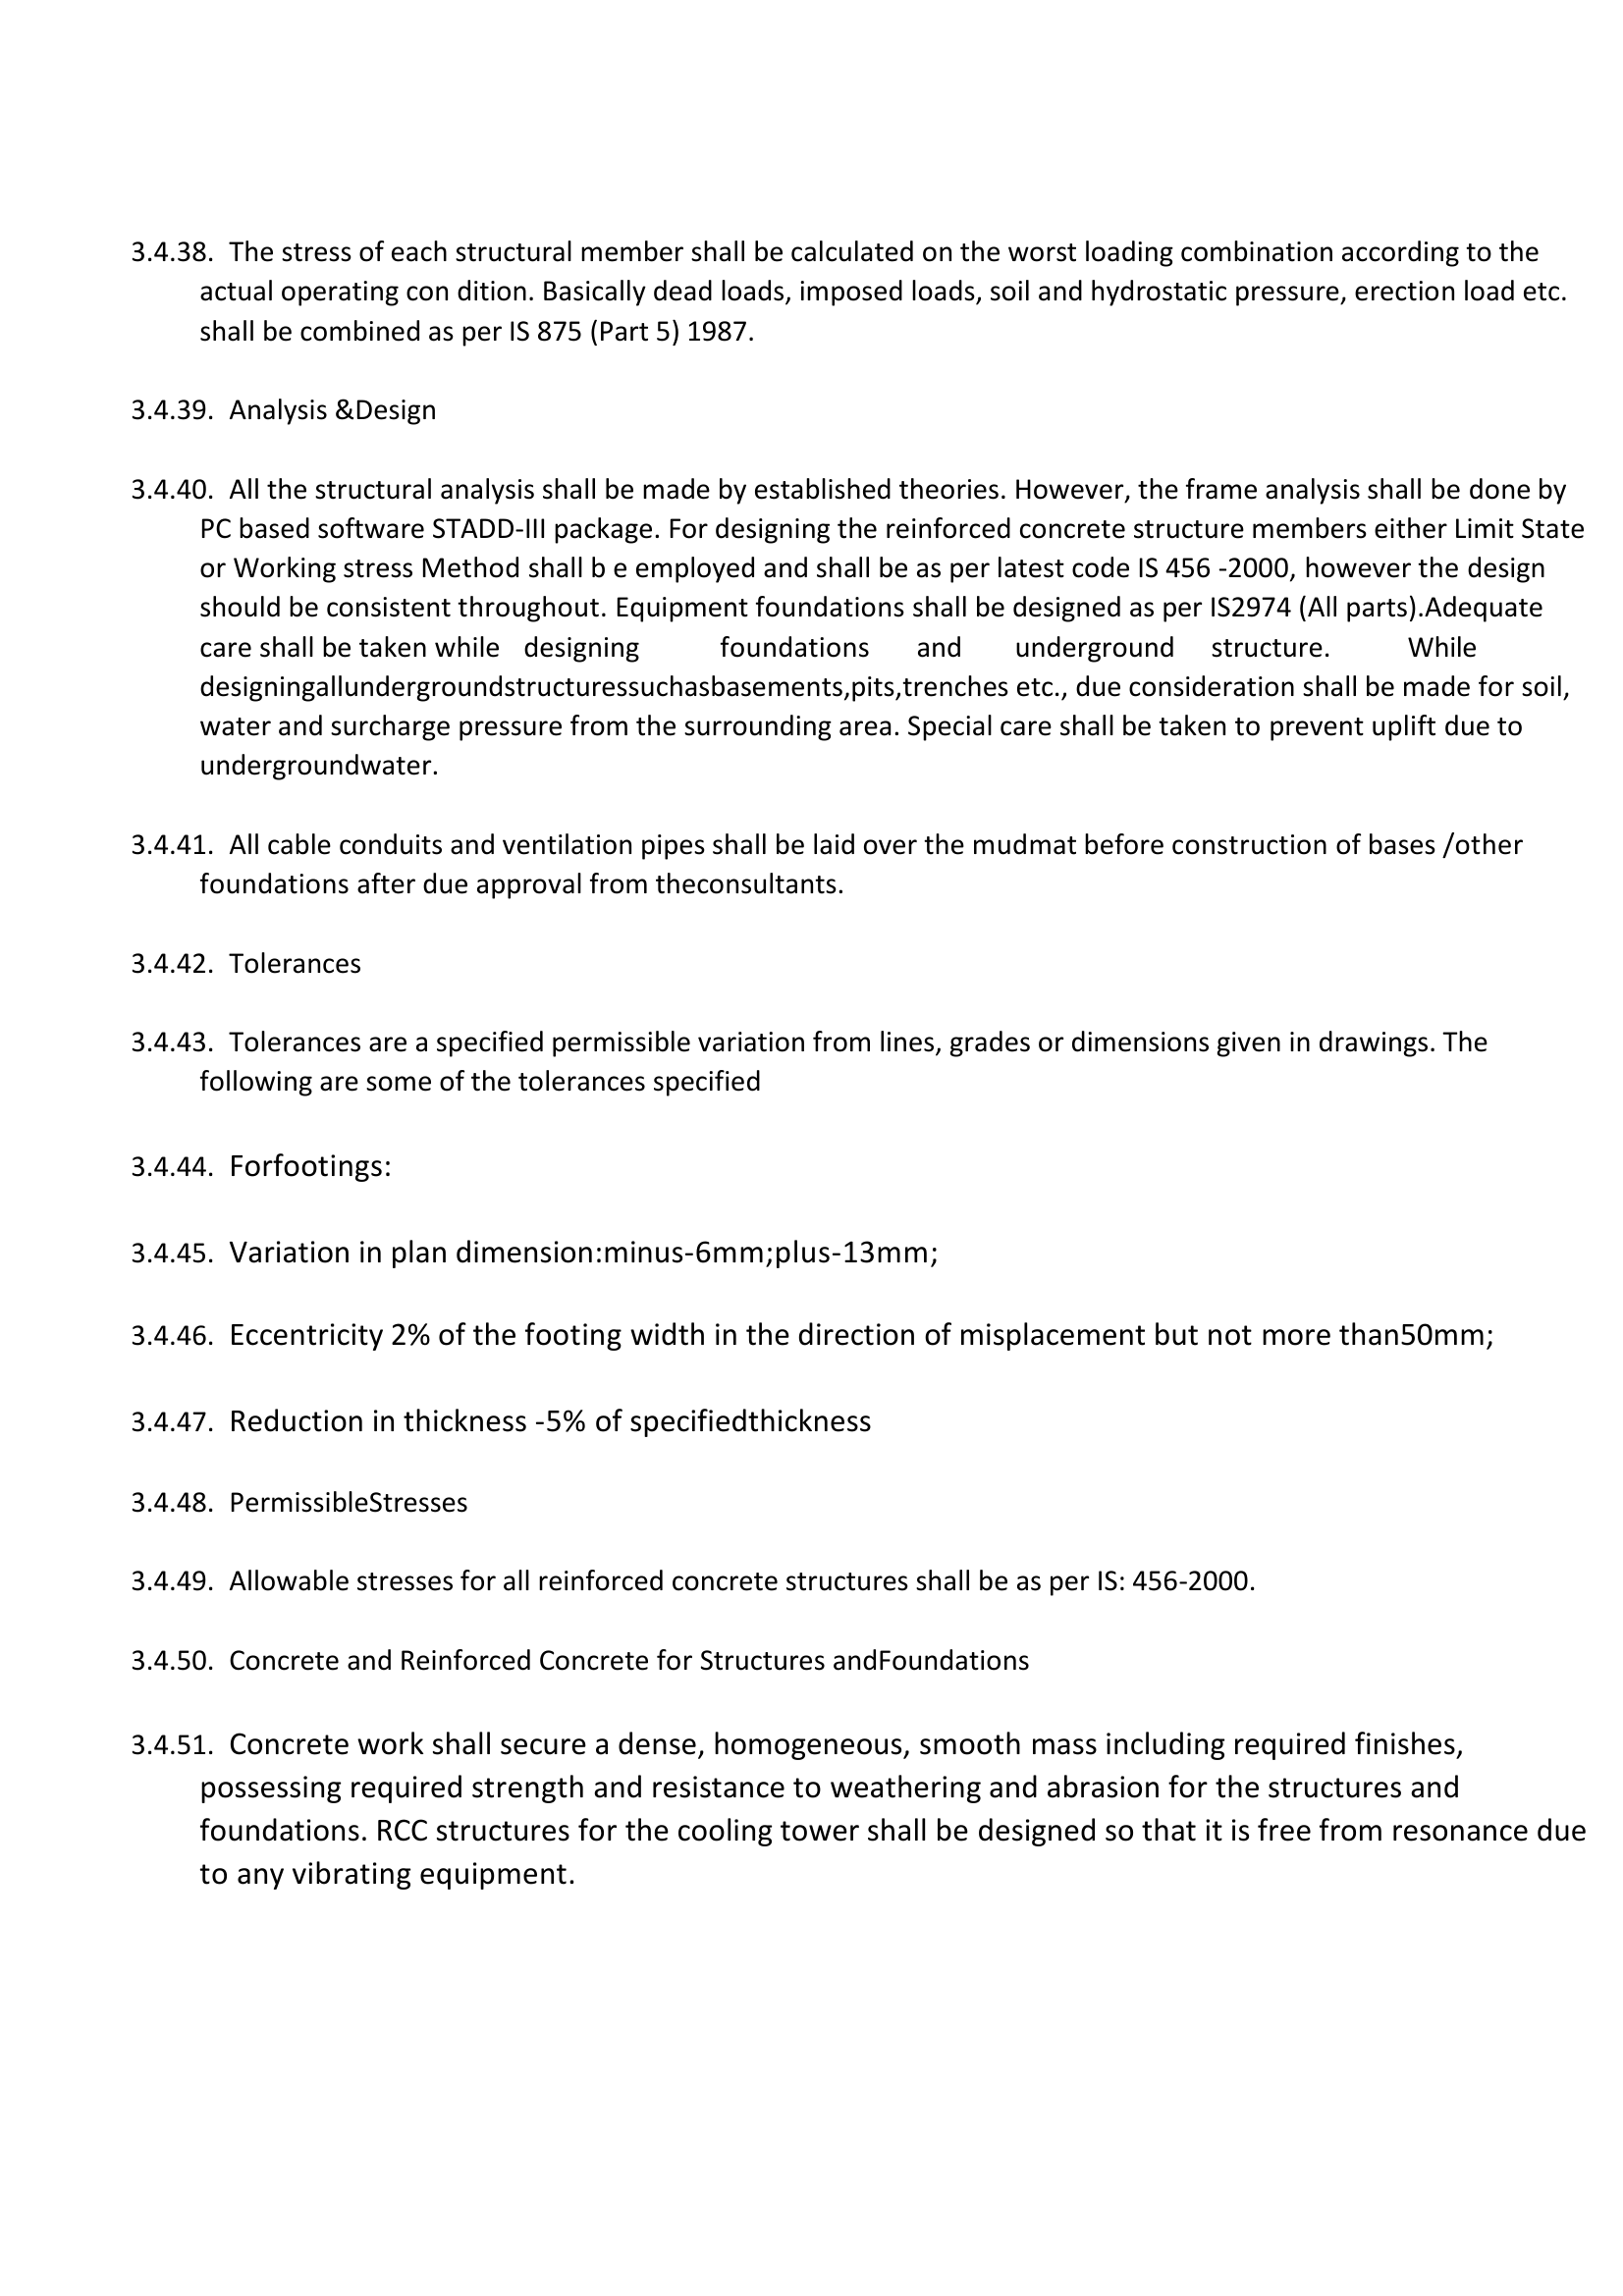 3.4.38. The stress of each structural member shall be calculated on the worst loading combination according to the
actual operating con dition. Basically dead loads, imposed loads, soil and hydrostatic pressure, erection load etc.
shall be combined as per IS 875 (Part 5) 1987.
3.4.39. Analysis &Design
3.4.40. All the structural analysis shall be made by established theories. However, the frame analysis shall be done by
PC based software STADD-III package. For designing the reinforced concrete structure members either Limit State
or Working stress Method shall b e employed and shall be as per latest code IS 456 -2000, however the design
should be consistent throughout. Equipment foundations shall be designed as per IS2974 (All parts).Adequate
care shall be taken while designing foundations and underground structure. While
designingallundergroundstructuressuchasbasements,pits,trenches etc., due consideration shall be made for soil,
water and surcharge pressure from the surrounding area. Special care shall be taken to prevent uplift due to
undergroundwater.
3.4.41. All cable conduits and ventilation pipes shall be laid over the mudmat before construction of bases /other
foundations after due approval from theconsultants.
3.4.42. Tolerances
3.4.43. Tolerances are a specified permissible variation from lines, grades or dimensions given in drawings. The
following are some of the tolerances specified
3.4.44. Forfootings:
3.4.45. Variation in plan dimension:minus-6mm;plus-13mm;
3.4.46. Eccentricity 2% of the footing width in the direction of misplacement but not more than50mm;
3.4.47. Reduction in thickness -5% of specifiedthickness
3.4.48. PermissibleStresses
3.4.49. Allowable stresses for all reinforced concrete structures shall be as per IS: 456-2000.
3.4.50. Concrete and Reinforced Concrete for Structures andFoundations
3.4.51. Concrete work shall secure a dense, homogeneous, smooth mass including required finishes,
possessing required strength and resistance to weathering and abrasion for the structures and
foundations. RCC structures for the cooling tower shall be designed so that it is free from resonance due
to any vibrating equipment.